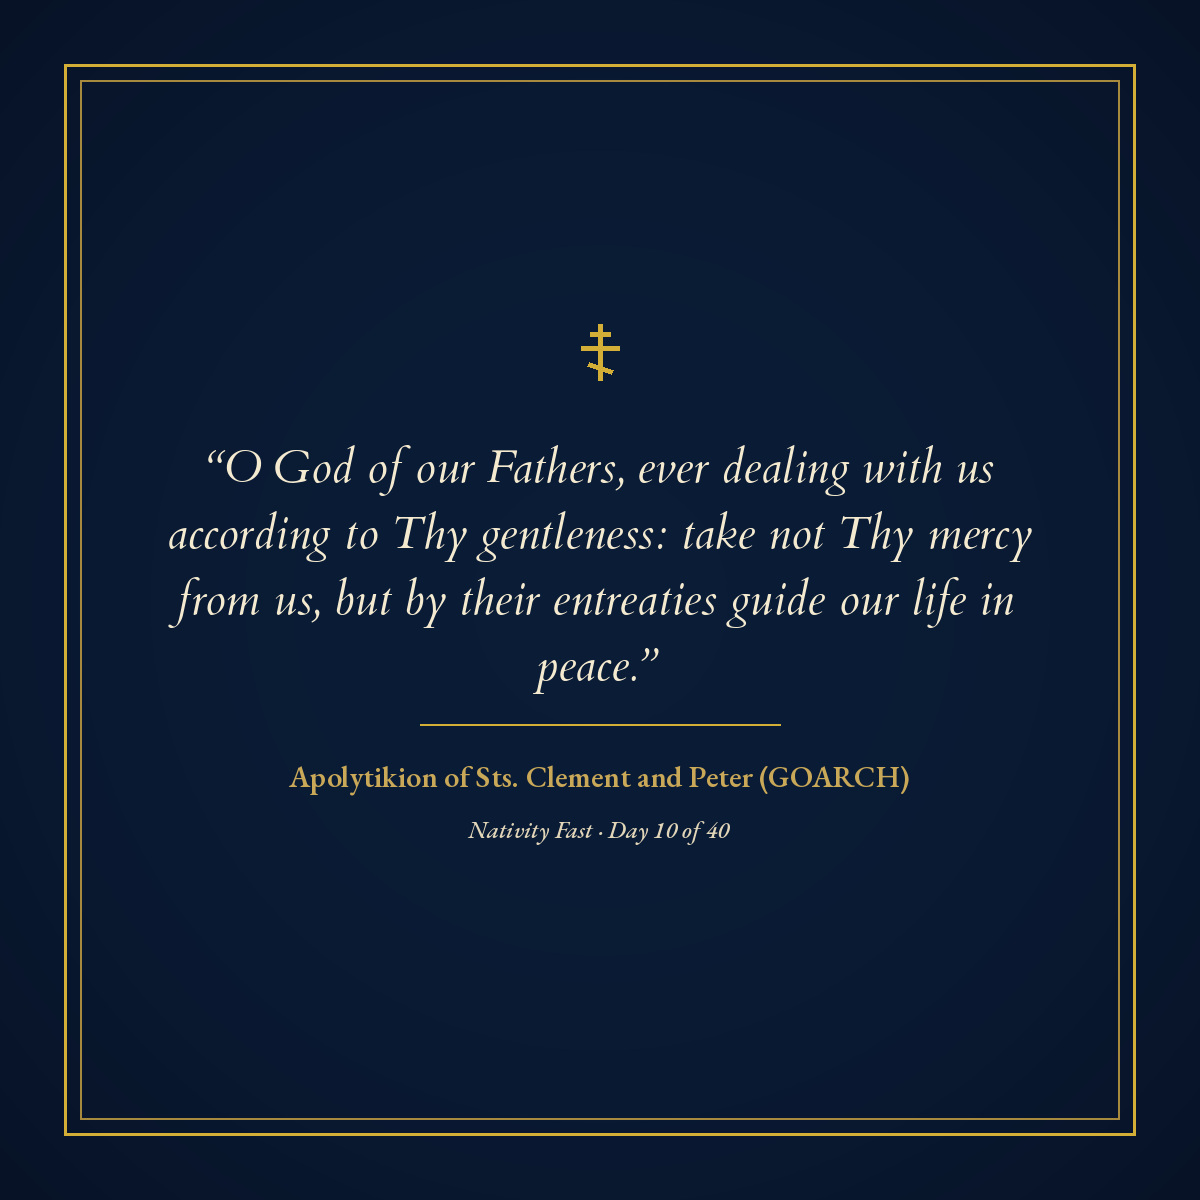 “O God of our Fathers, ever dealing with us
according to Thy gentleness: take not Thy mercy
from us, but by their entreaties guide our life in
peace.”
Apolytikion of Sts. Clement and Peter (GOARCH)
Nativity Fast · Day 10 of 40